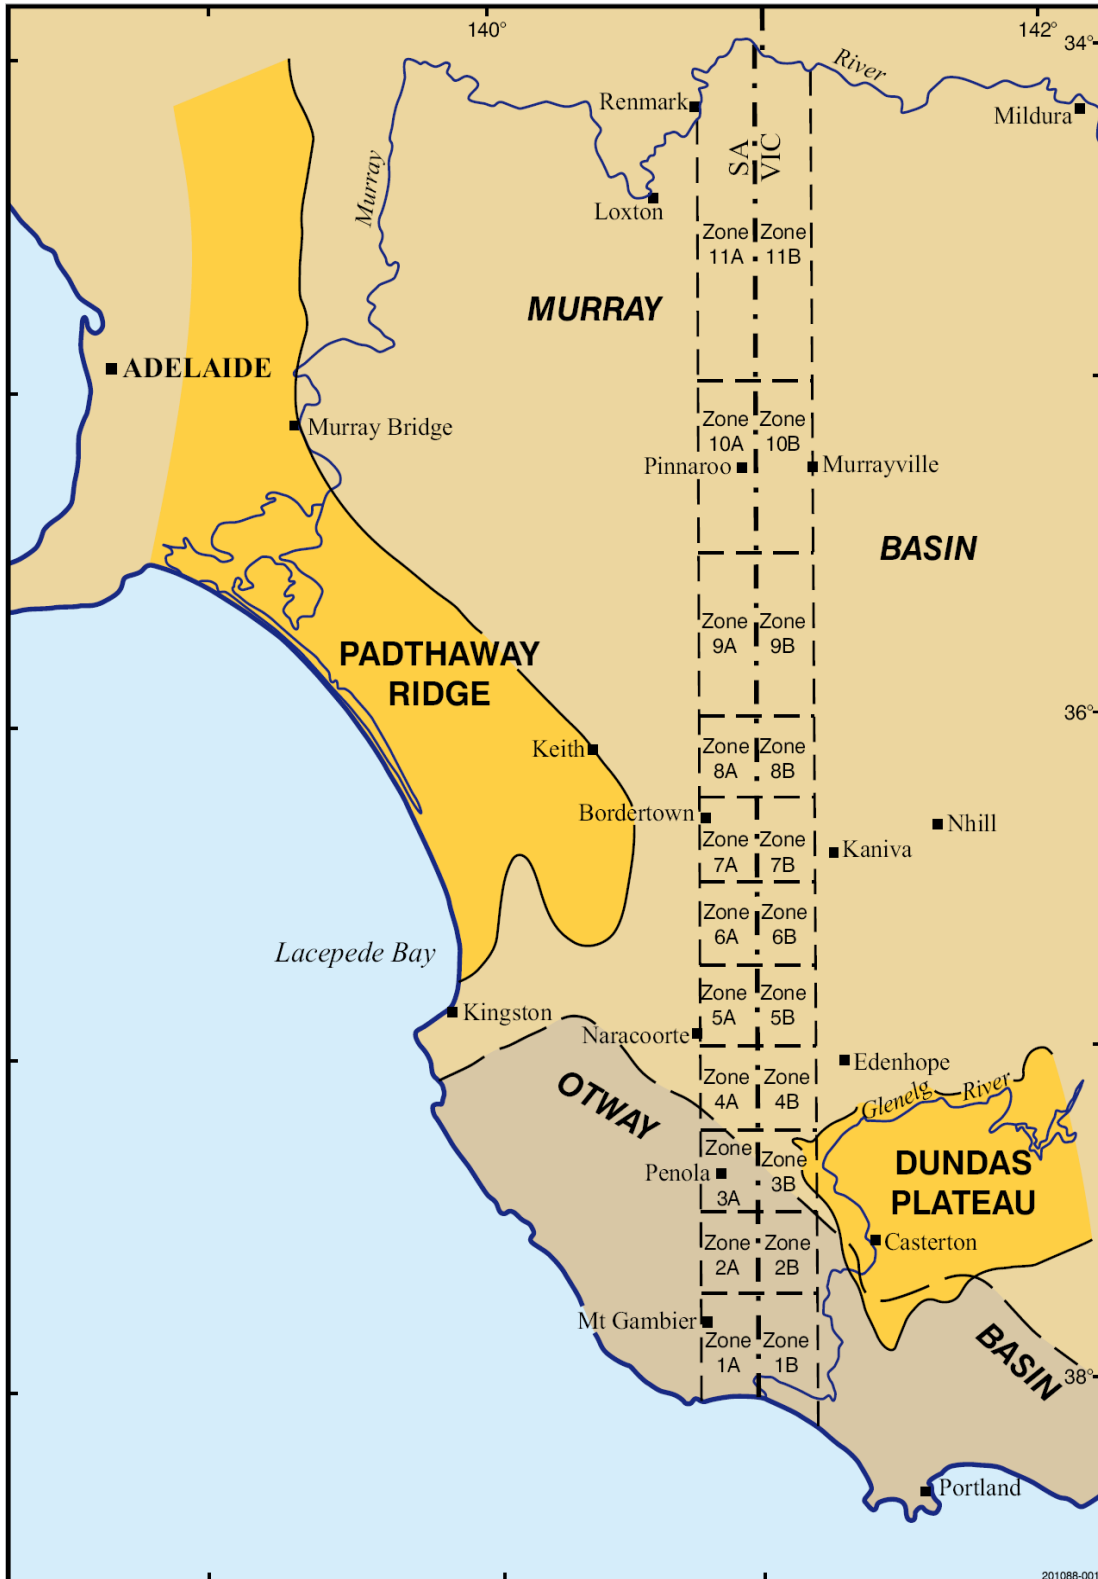 140°
142°
34°
River
Renmark
Mildura
SA
VIC
Murray
Loxton
Zone
11A
Zone
11B
MURRAY
ADELAIDE
Murray Bridge
Zone
10A
Zone
10B
Pinnaroo
Murrayville
BASIN
Zone
9A
Zone
9B
PADTHAWAY
RIDGE
36°
Keith
Zone
8A
Zone
8B
Bordertown
Nhill
Zone
7A
Zone
7B
Kaniva
Zone
6A
Zone
6B
Lacepede Bay
Kingston
Zone
5A
Zone
5B
Naracoorte
Edenhope
OTWAY
Zone
4A
Zone
4B
Glenelg River
Zone
3A
Zone
3B
Penola
DUNDAS
PLATEAU
Zone
2A
Zone
2B
Casterton
Mt Gambier
Zone
1A
Zone
1B
BASIN
38°
Portland
201088-001